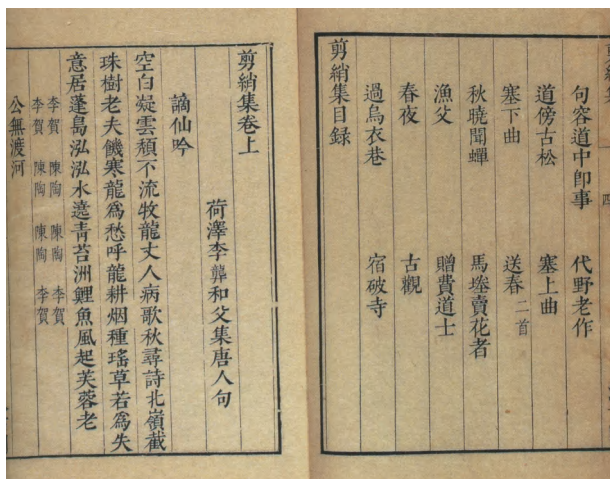 四
句容道中卽事 代野老作
道傍古松 塞上曲
塞下曲 送春二首
秋曉聞蟬 馬塍賣花者
漁父 贈費道士
春夜 古觀
過烏衣巷 宿破寺
剪綃集目録
剪綃集卷上
荷澤李龏和父集唐人句
謫仙吟
空白凝雲頹不流牧龍丈人病歌秋尋詩北嶺截
珠樹老夫饑寒龍爲愁呼龍耕烟種瑤草若爲失
意居蓬島泓泓水遶青苔洲鯉魚風起芙蓉老
李賀 陳陶 陳陶 李賀
李賀 陳陶 陳陶 李賀
公無渡河